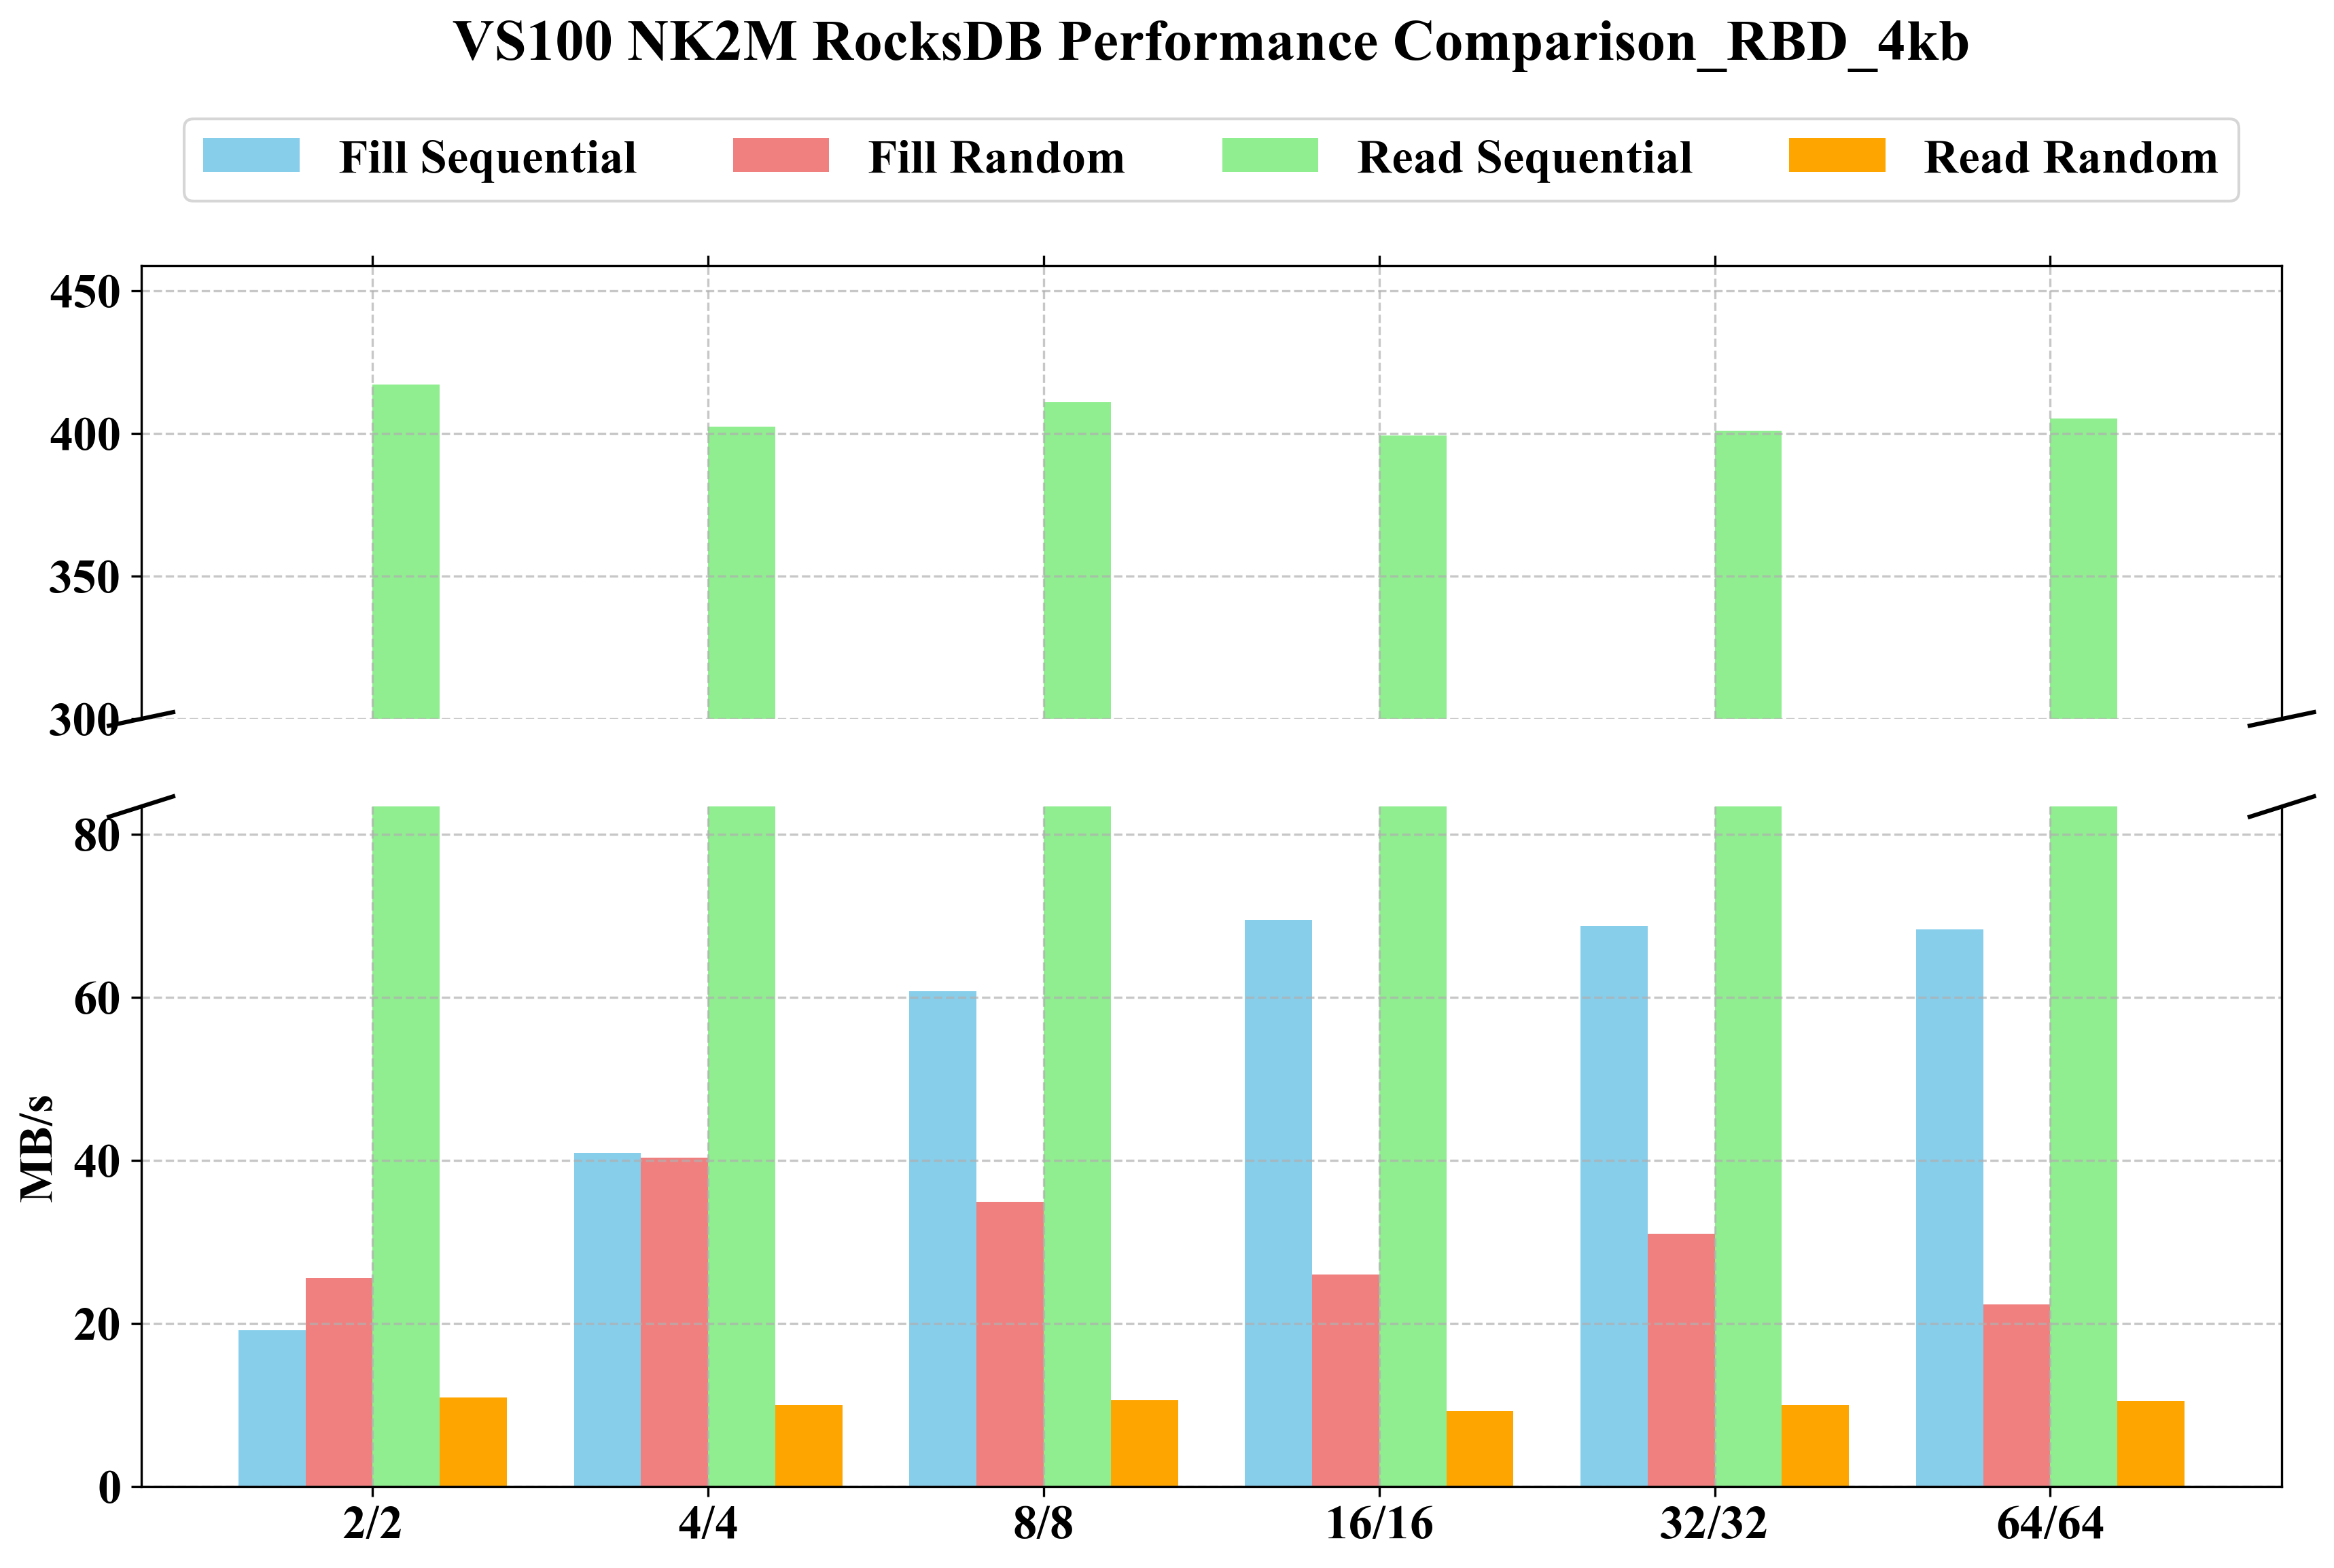 VS100 NK2M RocksDB Performance Comparison_RBD_4kb
Fill Sequential Fill Random Read Sequential Read Random
450
400
350
300
80
60
40
20
0
MB/s
2/2 4/4 8/8 16/16 32/32 64/64